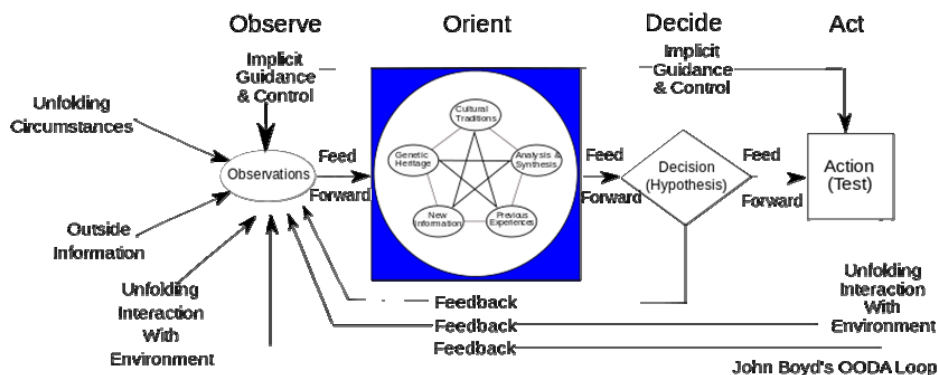 Observe
Orient
Decide
Act
Implicit
Guidance
& Control
Implicit
Guidance
& Control
Unfolding
Circumstances
Observations
Feed
Forward
Cultural
Traditions
Genetic
Heritage
Analysis &
Synthesis
New
Information
Previous
Experiences
Feed
Forward
Decision
(Hypothesis)
Feed
Forward
Action
(Test)
Outside
Information
Unfolding
Interaction
With
Environment
Feedback
Feedback
Feedback
Unfolding
Interaction
With
Environment
John Boyd's OODA Loop